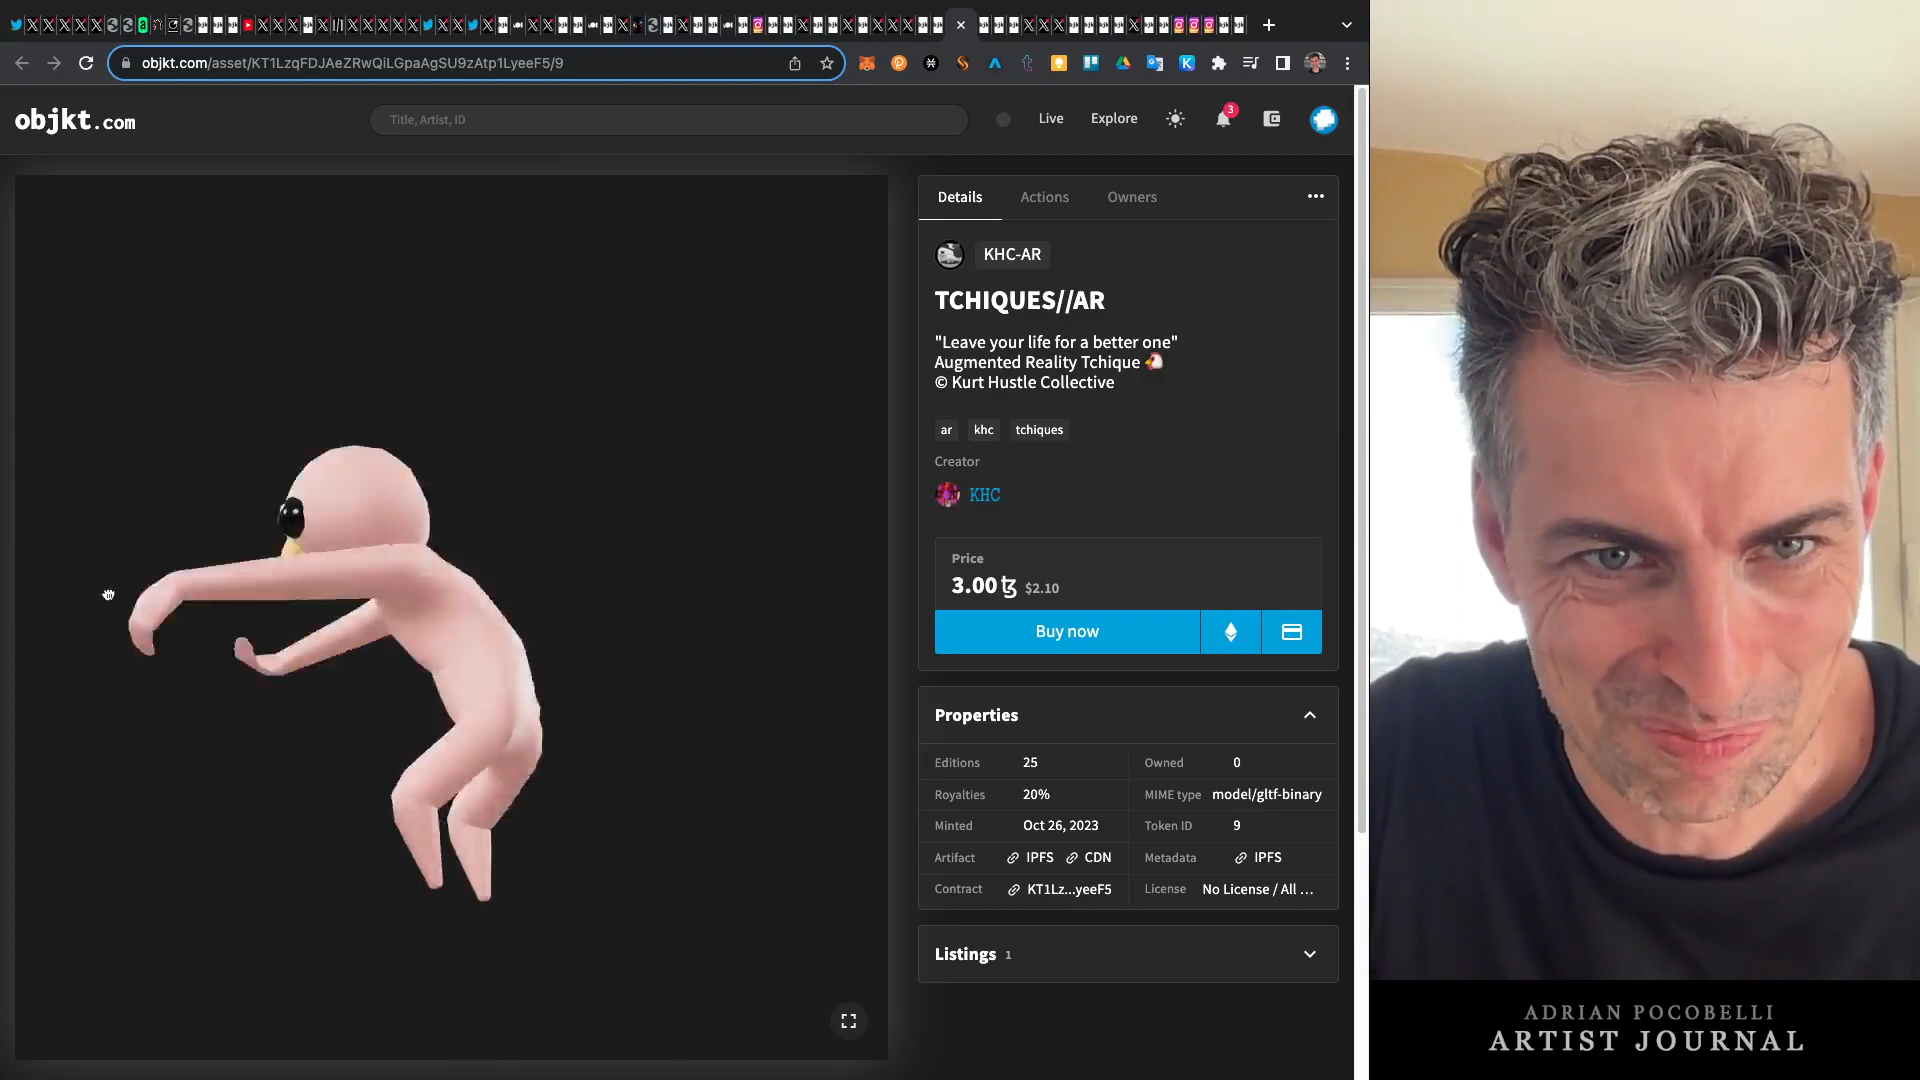 objkt.com/asset/KT1LzqFDJAeZRwQiLGpaAgSU9zAtp1LyeeF5/9
objkt.com
Title, Artist, ID
Live
Explore
3
Details
Actions
Owners
KHC-AR
TCHIQUES//AR
"Leave your life for a better one"
Augmented Reality Tchique 🐔
© Kurt Hustle Collective
ar
khc
tchiques
Creator
KHC
Price
3.00 ꜩ $2.10
Buy now
Properties
Editions 25
Owned 0
Royalties 20%
MIME type model/gltf-binary
Minted Oct 26, 2023
Token ID 9
Artifact IPFS CDN
Metadata IPFS
Contract KT1Lz...yeeF5
License No License / All ...
Listings 1
ADRIAN POCOBELLI
ARTIST JOURNAL